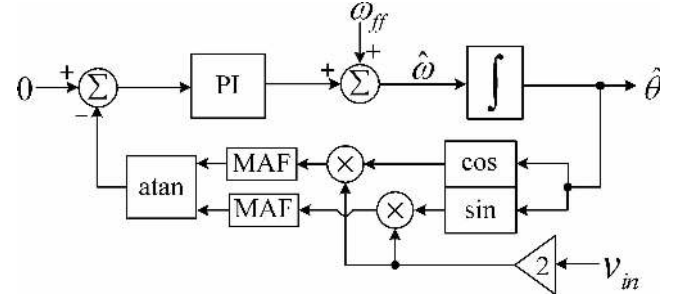 ω_ff
0 + − Σ PI + + Σ ω̂ ∫ θ̂
atan MAF × cos
MAF × sin
2 v_in